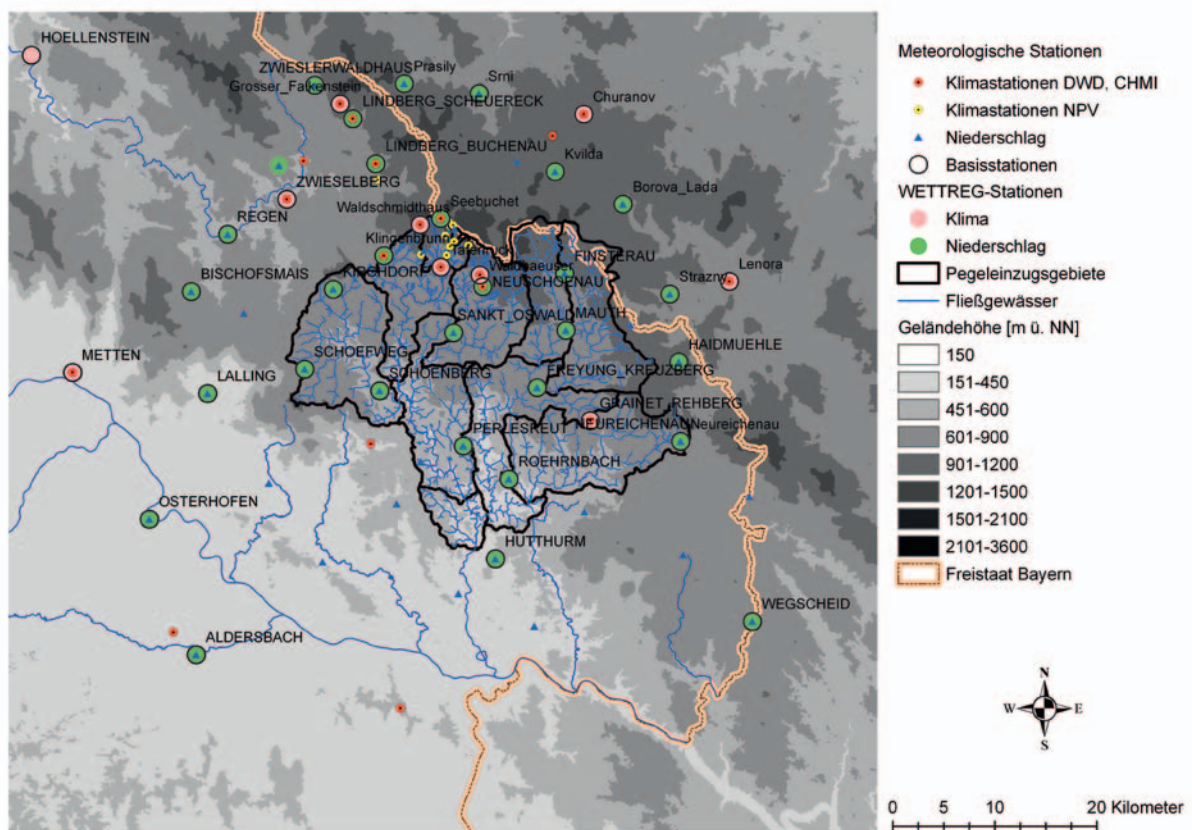 HOELLENSTEIN
ZWIESLERWALDHAUS
Prasily
Srni
Grosser_Falkenstein
LINDBERG_SCHEUERECK
Churanov
LINDBERG_BUCHENAU
Kvilda
ZWIESELBERG
Borova_Lada
Waldschmidthaus
Seebuchet
REGEN
Klingenbrunn
Taferlruck
FINSTERAU
BISCHOFSMAIS
KIRCHDORF
Waldhaeuser
Lenora
Strazny
NEUSCHOENAU
SANKT_OSWALD
MAUTH
METTEN
SCHOEFWEG
HAIDMUEHLE
LALLING
SCHOENBERG
FREYUNG_KREUZBERG
GRAINET_REHBERG
PERLESREUT
NEUREICHENAU
Neureichenau
ROEHRNBACH
OSTERHOFEN
HUTTHURM
WEGSCHEID
ALDERSBACH
Meteorologische Stationen
Klimastationen DWD, CHMI
Klimastationen NPV
Niederschlag
Basisstationen
WETTREG-Stationen
Klima
Niederschlag
Pegeleinzugsgebiete
Fließgewässer
Geländehöhe [m ü. NN]
150
151-450
451-600
601-900
901-1200
1201-1500
1501-2100
2101-3600
Freistaat Bayern
N
W E
S
0 5 10 20 Kilometer